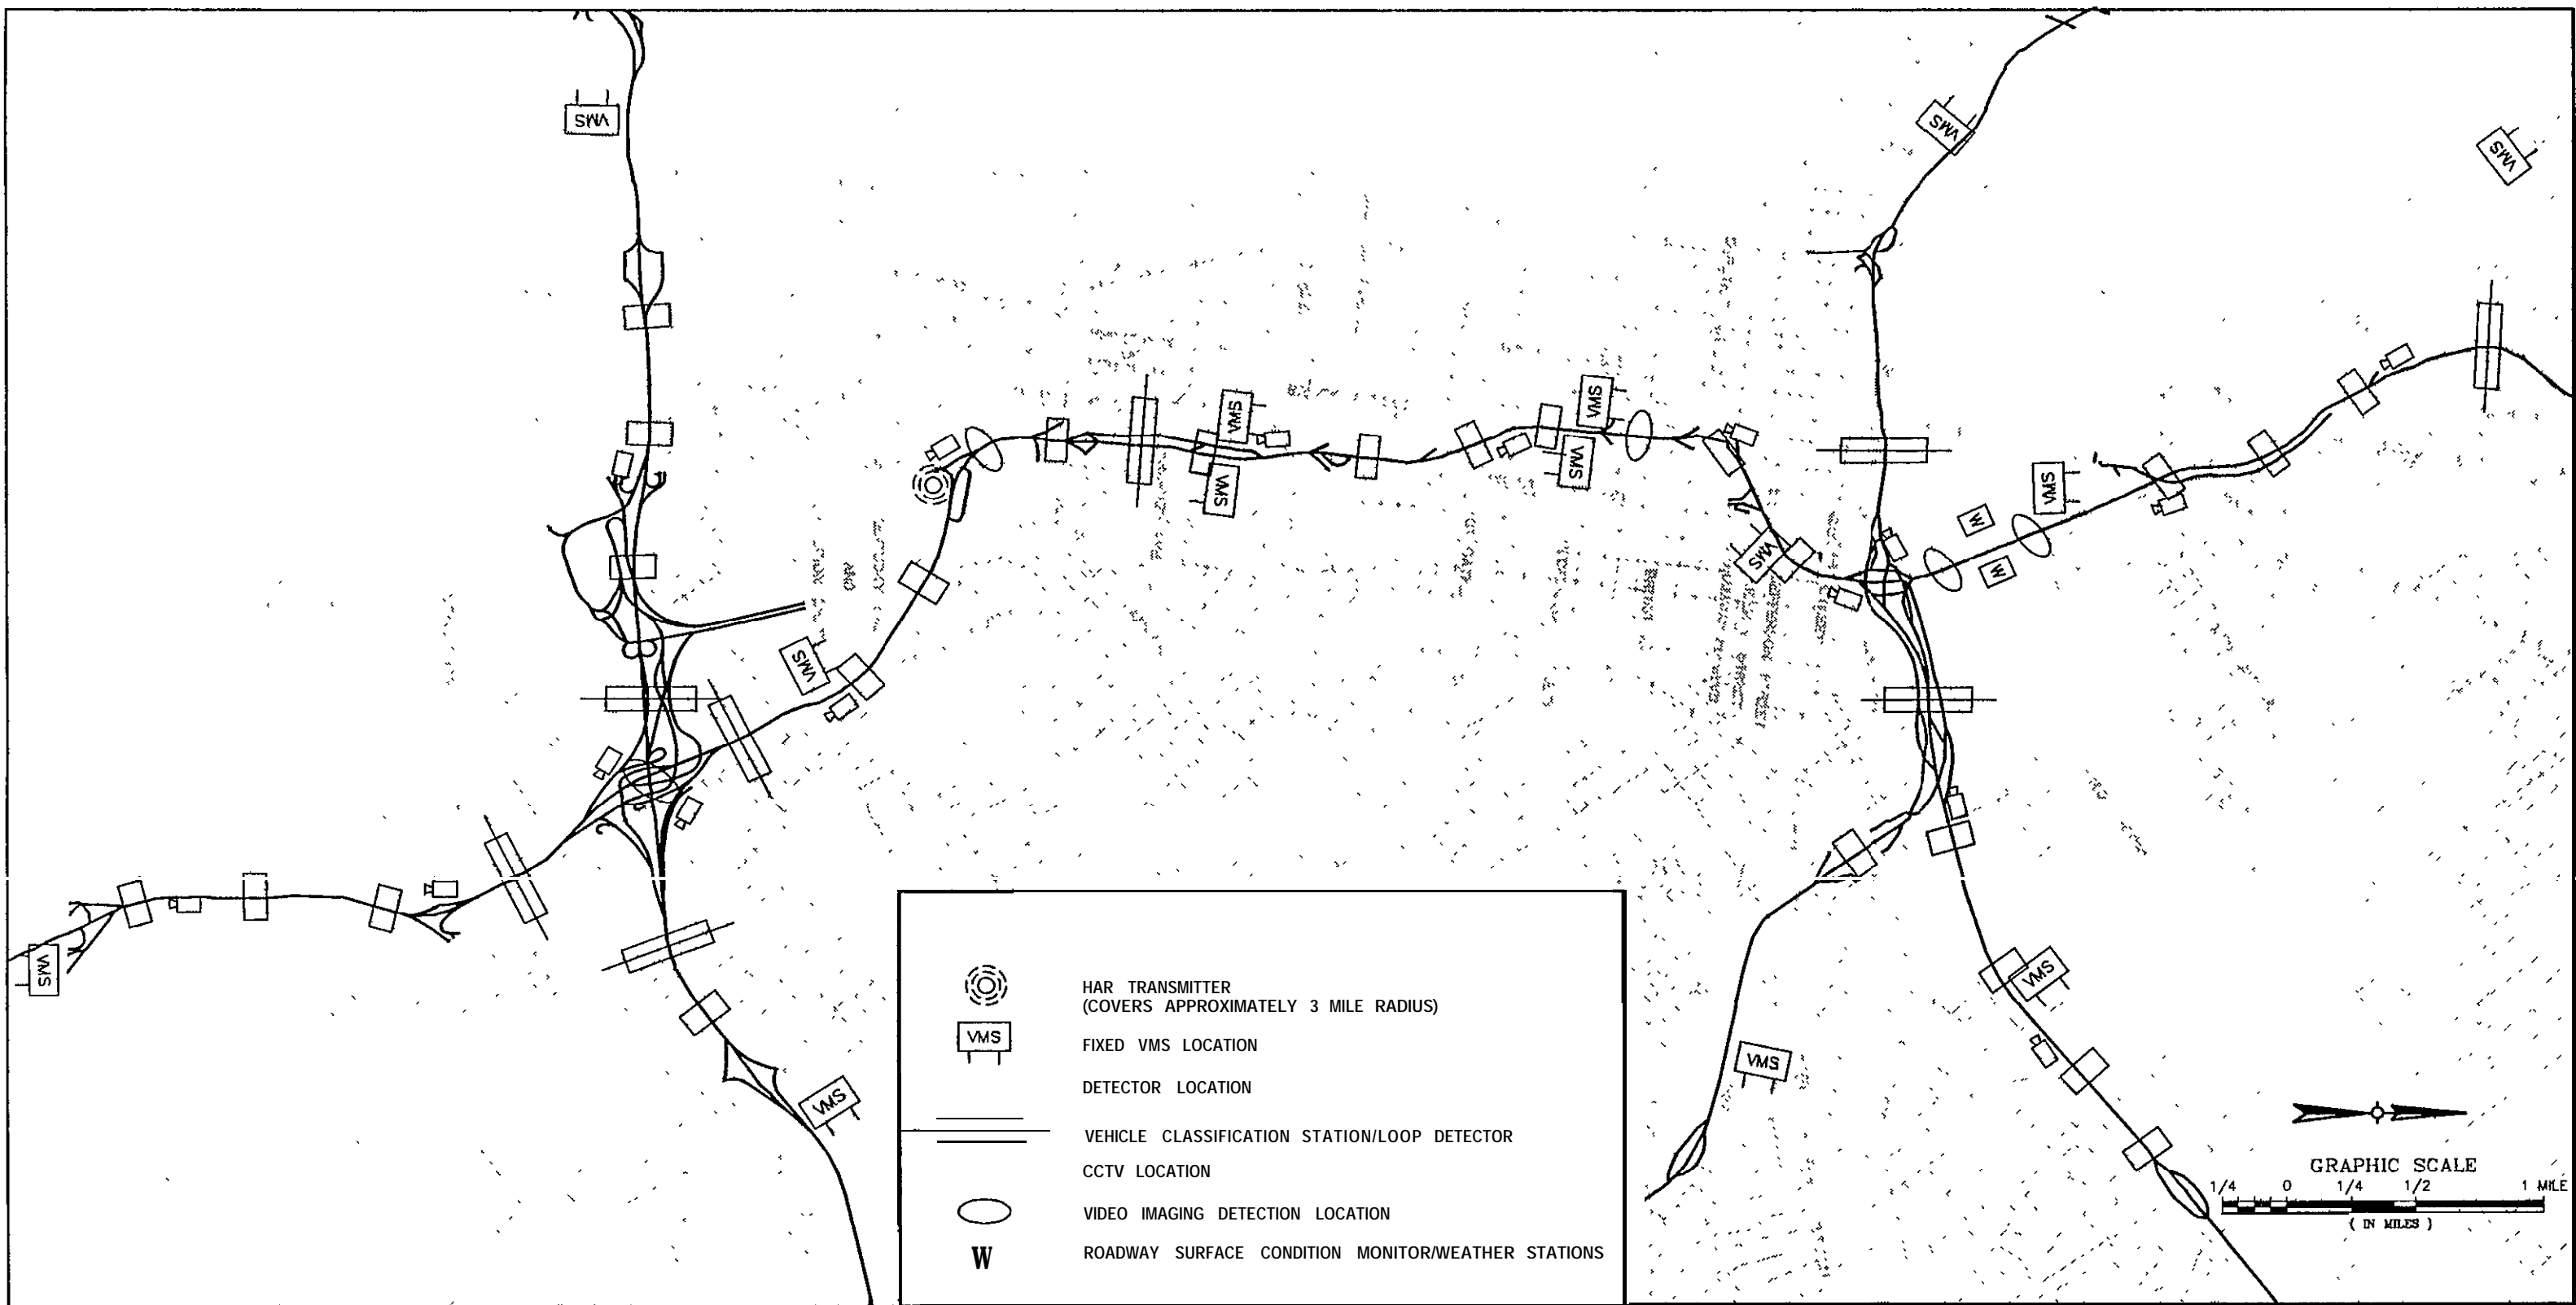 VMS
VMS
VMS
VMS
VMS
VMS
VMS
VMS
W
W
VMS
VMS
VMS
VMS
VMS
VMS
VMS
HAR TRANSMITTER
(COVERS APPROXIMATELY 3 MILE RADIUS)
VMS
FIXED VMS LOCATION
DETECTOR LOCATION
VEHICLE CLASSIFICATION STATION/LOOP DETECTOR
CCTV LOCATION
VIDEO IMAGING DETECTION LOCATION
W ROADWAY SURFACE CONDITION MONITOR/WEATHER STATIONS
GRAPHIC SCALE
1/4 0 1/4 1/2 1 MILE
( IN MILES )